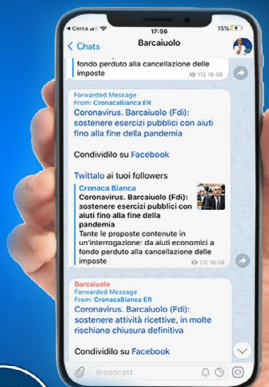 Cerca
17:56
15%
Chats
Barcaiuolo
fondo perduto alla cancellazione delle
imposte
112 16:58
Forwarded Message
From: CronacaBianca ER
Coronavirus. Barcaiuolo (Fdi):
sostenere esercizi pubblici con aiuti
fino alla fine della pandemia
Condividilo su Facebook
Twittalo ai tuoi followers
Cronaca Bianca
Coronavirus. Barcaiuolo (Fdi):
sostenere esercizi pubblici con
aiuti fino alla fine della
pandemia
Tante le proposte contenute in
un'interrogazione: da aiuti economici a
fondo perduto alla cancellazione delle
imposte
112 16:58
Barcaiuolo
Forwarded Message
From: CronacaBianca ER
Coronavirus. Barcaiuolo (Fdi):
sostenere attività ricettive, in molte
rischiano chiusura definitiva
Condividilo su Facebook
Broadcast